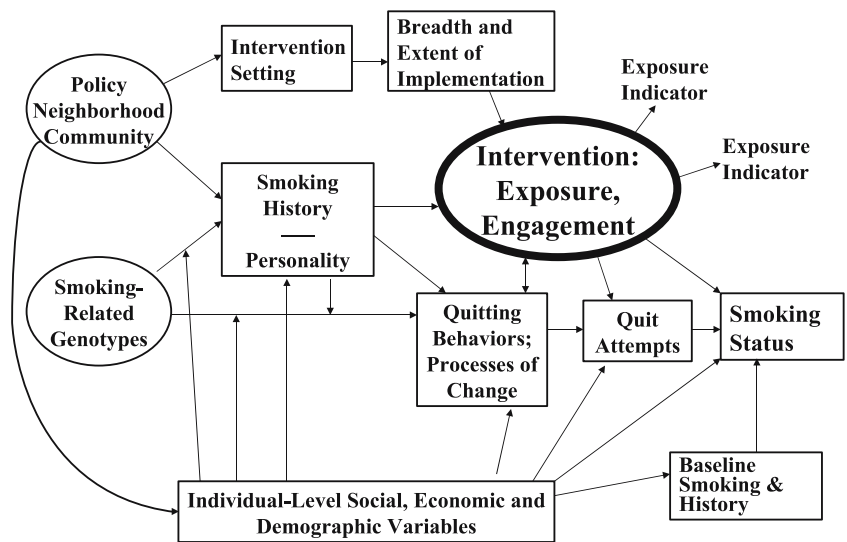 Policy
Neighborhood
Community
Intervention
Setting
Breadth and
Extent of
Implementation
Exposure
Indicator
Exposure
Indicator
Intervention:
Exposure,
Engagement
Smoking
History
Personality
Smoking-
Related
Genotypes
Quitting
Behaviors;
Processes of
Change
Quit
Attempts
Smoking
Status
Baseline
Smoking &
History
Individual-Level Social, Economic and
Demographic Variables